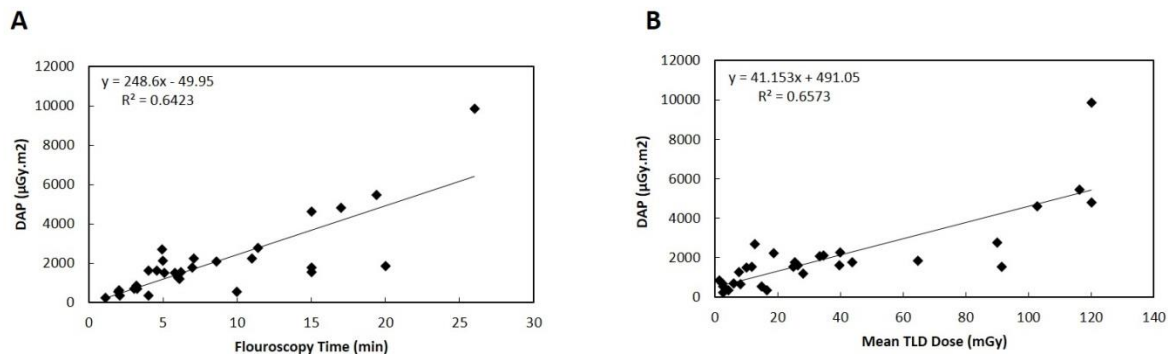 A
y = 248.6x - 49.95
R² = 0.6423
12000
10000
8000
6000
4000
2000
0
DAP (µGy.m2)
0 5 10 15 20 25 30
Flouroscopy Time (min)
B
y = 41.153x + 491.05
R² = 0.6573
12000
10000
8000
6000
4000
2000
0
DAP (µGy.m2)
0 20 40 60 80 100 120 140
Mean TLD Dose (mGy)